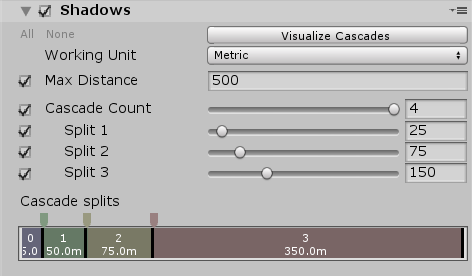 Shadows
All None Visualize Cascades
Working Unit Metric
Max Distance 500
Cascade Count 4
Split 1 25
Split 2 75
Split 3 150
Cascade splits
0 1 2 3
5.0 50.0m 75.0m 350.0m